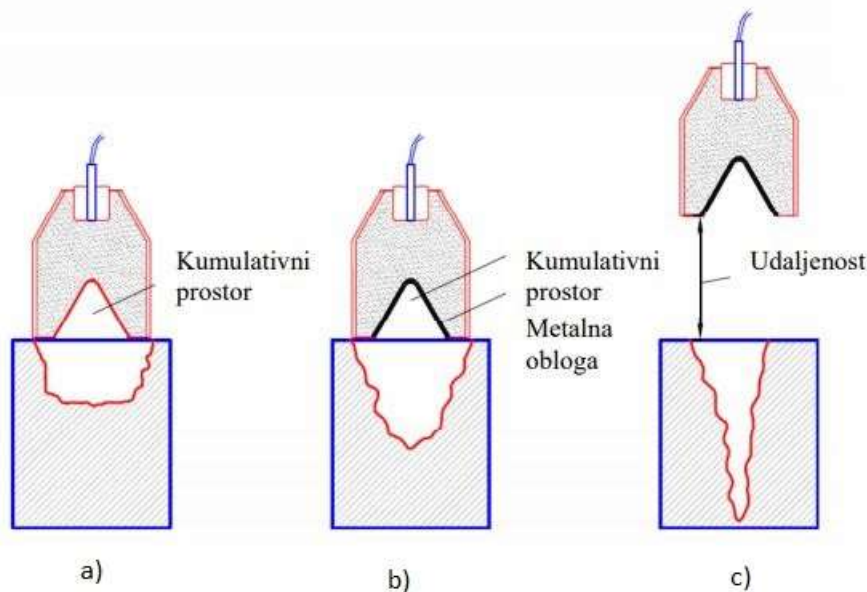 Kumulativni
prostor
Kumulativni
prostor
Metalna
obloga
Udaljenost
a)
b)
c)